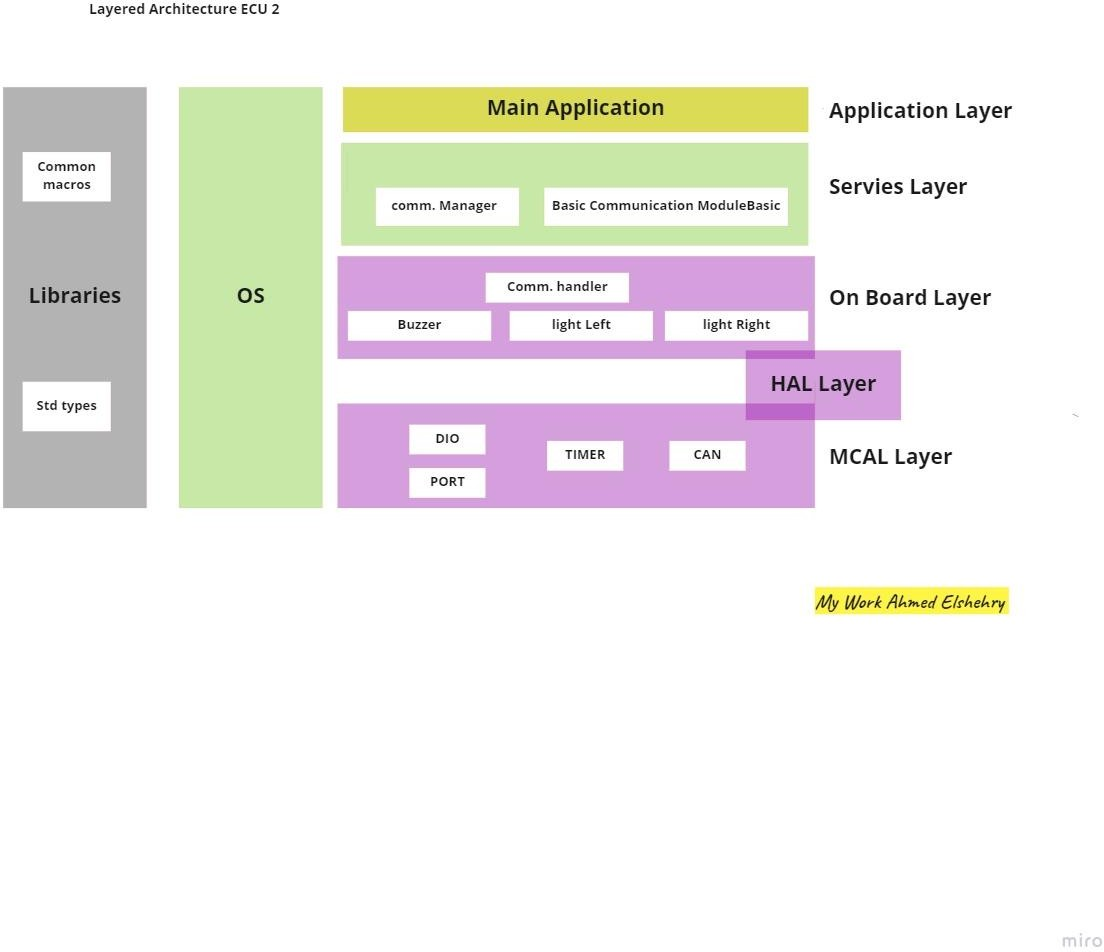 Layered Architecture ECU 2
Main Application
Application Layer
Common
macros
Servies Layer
comm. Manager
Basic Communication ModuleBasic
Libraries
OS
Comm. handler
On Board Layer
Buzzer
light Left
light Right
HAL Layer
Std types
DIO
TIMER
CAN
MCAL Layer
PORT
My Work Ahmed Elshehry
miro